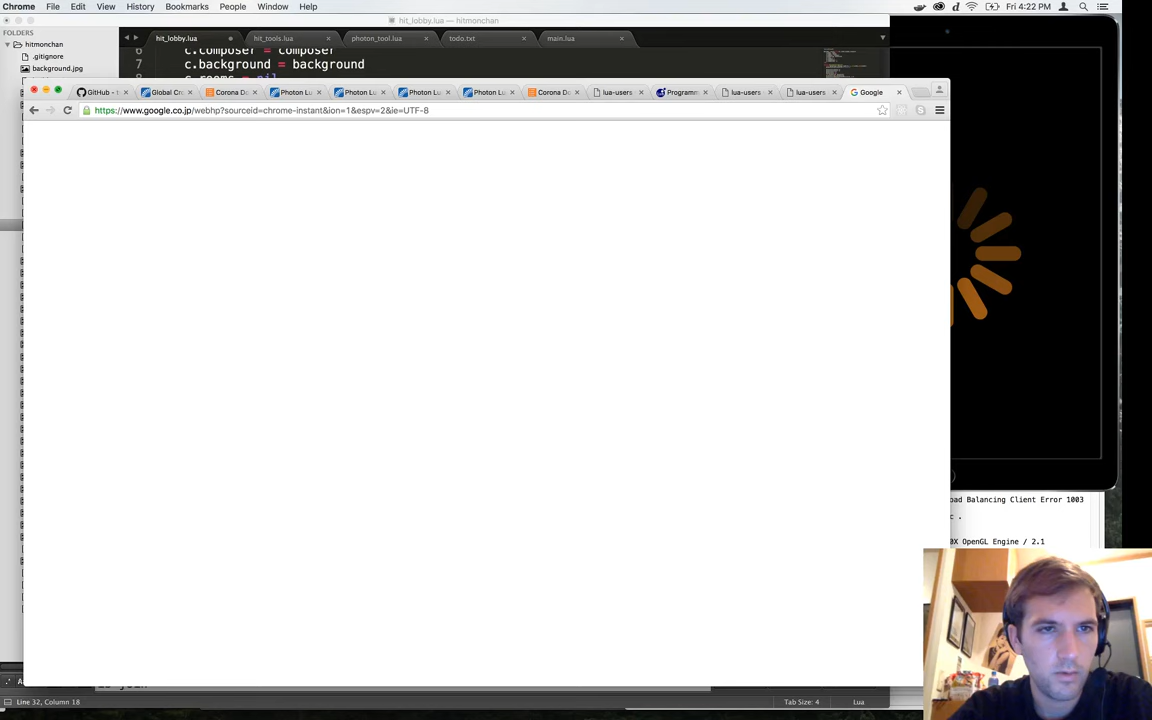 Chrome File Edit View History Bookmarks People Window Help Fri 4:22 PM
hit_lobby.lua — hitmonchan
FOLDERS
hitmonchan
.gitignore
background.jpg
hit_lobby.lua hit_tools.lua photon_tool.lua todo.txt main.lua
c.composer = composer
7 c.background = background
GitHub - Global Cro Corona Do Photon Lu Photon Lu Photon Lu Photon Lu Corona Do lua-users Programm lua-users lua-users Google
https://www.google.co.jp/webhp?sourceid=chrome-instant&ion=1&espv=2&ie=UTF-8
oad Balancing Client Error 1003
c .
OpenGL Engine / 2.1
Line 32, Column 18 Tab Size: 4 Lua